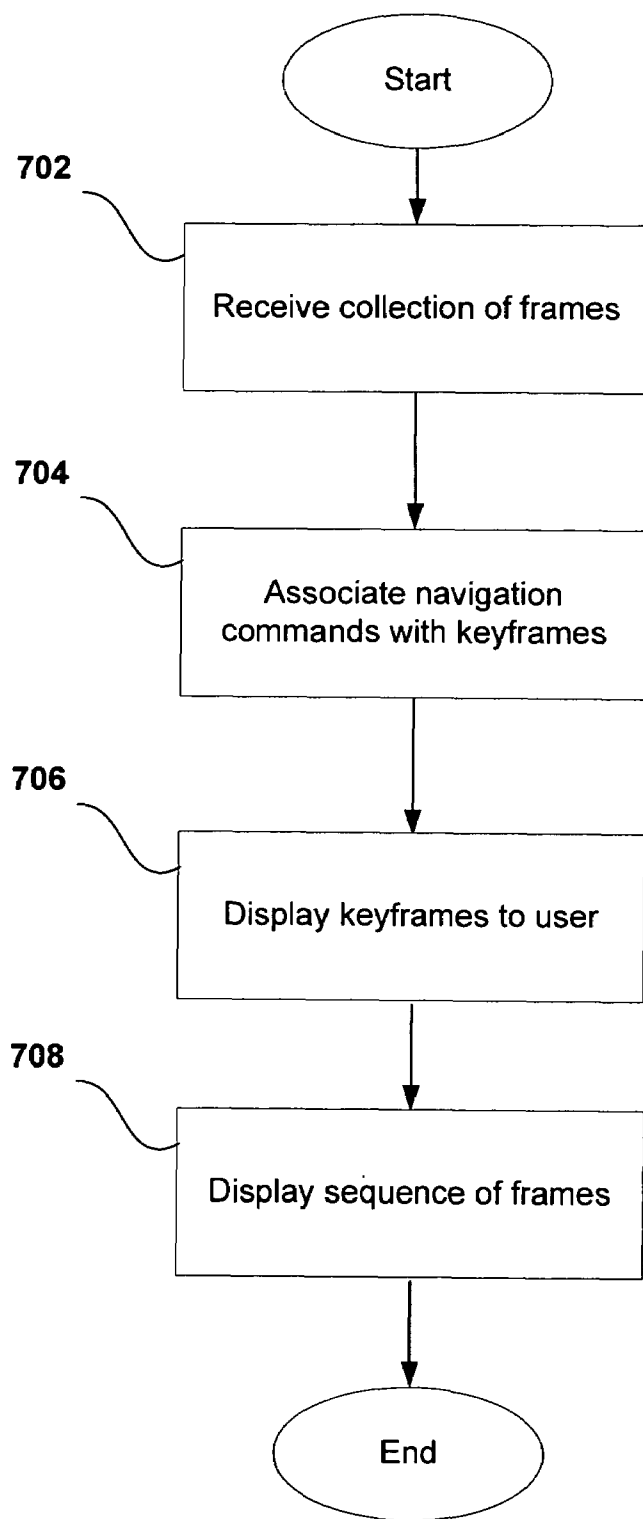 Start
702
Receive collection of frames
704
Associate navigation
commands with keyframes
706
Display keyframes to user
708
Display sequence of frames
End